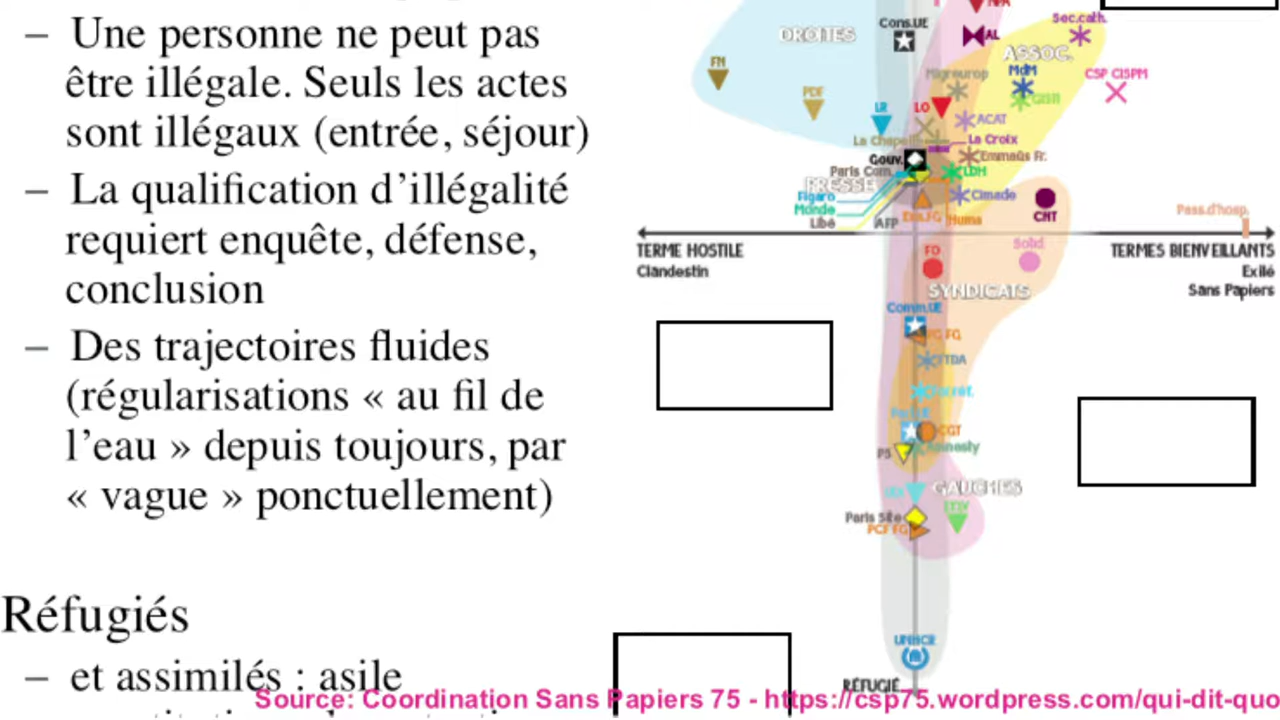 – Une personne ne peut pas
être illégale. Seuls les actes
sont illégaux (entrée, séjour)
– La qualification d’illégalité
requiert enquête, défense,
conclusion
– Des trajectoires fluides
(régularisations « au fil de
l’eau » depuis toujours, par
« vague » ponctuellement)
Réfugiés
– et assimilés : asile
NPA
Cons.UE
AL
Sec.cath.
DROITES
ASSOC.
FN
Migreurop
MdM
CSP CISPM
PDF
GISTI
LR
LO
ACAT
La Chapelle
La Croix
Gouv.
Emmaüs Fr.
Paris Com.
LDH
PRESSE
Figaro
Cimade
Monde
CNT
Pass.d'hosp.
Libé
AFP
Huma
TERME HOSTILE
Clandestin
FO
Solid
TERMES BIENVEILLANTS
Exilé
Sans Papiers
SYNDICATS
Comm.UE
CGT
PS
Amnesty
GAUCHES
EELV
Paris Site
PCF FG
UNHCR
RÉFUGIÉ
Source: Coordination Sans Papiers 75 - https://csp75.wordpress.com/qui-dit-quo